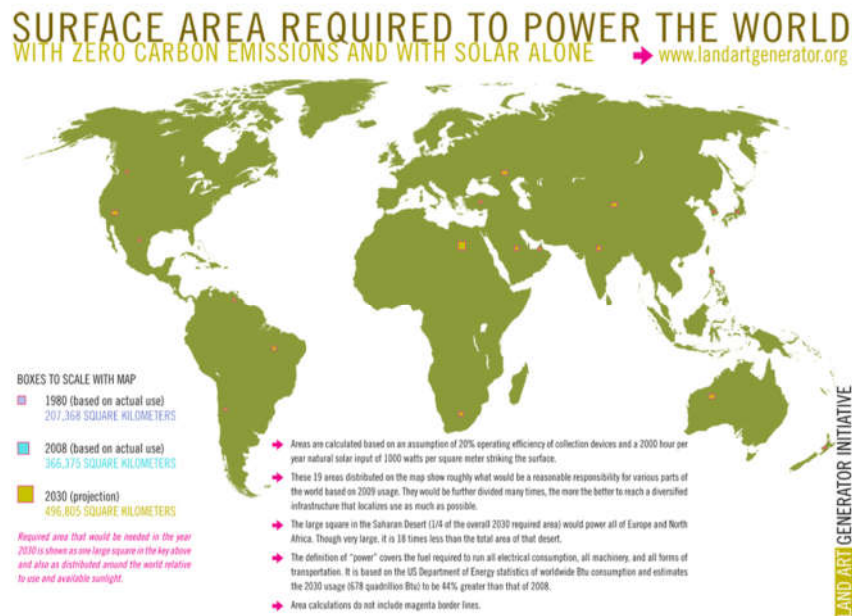 SURFACE AREA REQUIRED TO POWER THE WORLD
WITH ZERO CARBON EMISSIONS AND WITH SOLAR ALONE
www.landartgenerator.org
BOXES TO SCALE WITH MAP
1980 (based on actual use)
207,368 SQUARE KILOMETERS
2008 (based on actual use)
366,375 SQUARE KILOMETERS
2030 (projection)
496,805 SQUARE KILOMETERS
Required area that would be needed in the year
2030 is shown as one large square in the key above
and also as distributed around the world relative
to use and available sunlight.
Areas are calculated based on an assumption of 20% operating efficiency of collection devices and a 2000 hour per
year natural solar input of 1000 watts per square meter striking the surface.
These 19 areas distributed on the map show roughly what would be a reasonable responsibility for various parts of
the world based on 2009 usage. They would be further divided many times, the more the better to reach a diversified
infrastructure that localizes use as much as possible.
The large square in the Saharan Desert (1/4 of the overall 2030 required area) would power all of Europe and North
Africa. Though very large, it is 18 times less than the total area of that desert.
The definition of "power" covers the fuel required to run all electrical consumption, all machinery, and all forms of
transportation. It is based on the US Department of Energy statistics of worldwide Btu consumption and estimates
the 2030 usage (678 quadrillion Btu) to be 44% greater than that of 2008.
Area calculations do not include magenta border lines.
LAND ART GENERATOR INITIATIVE